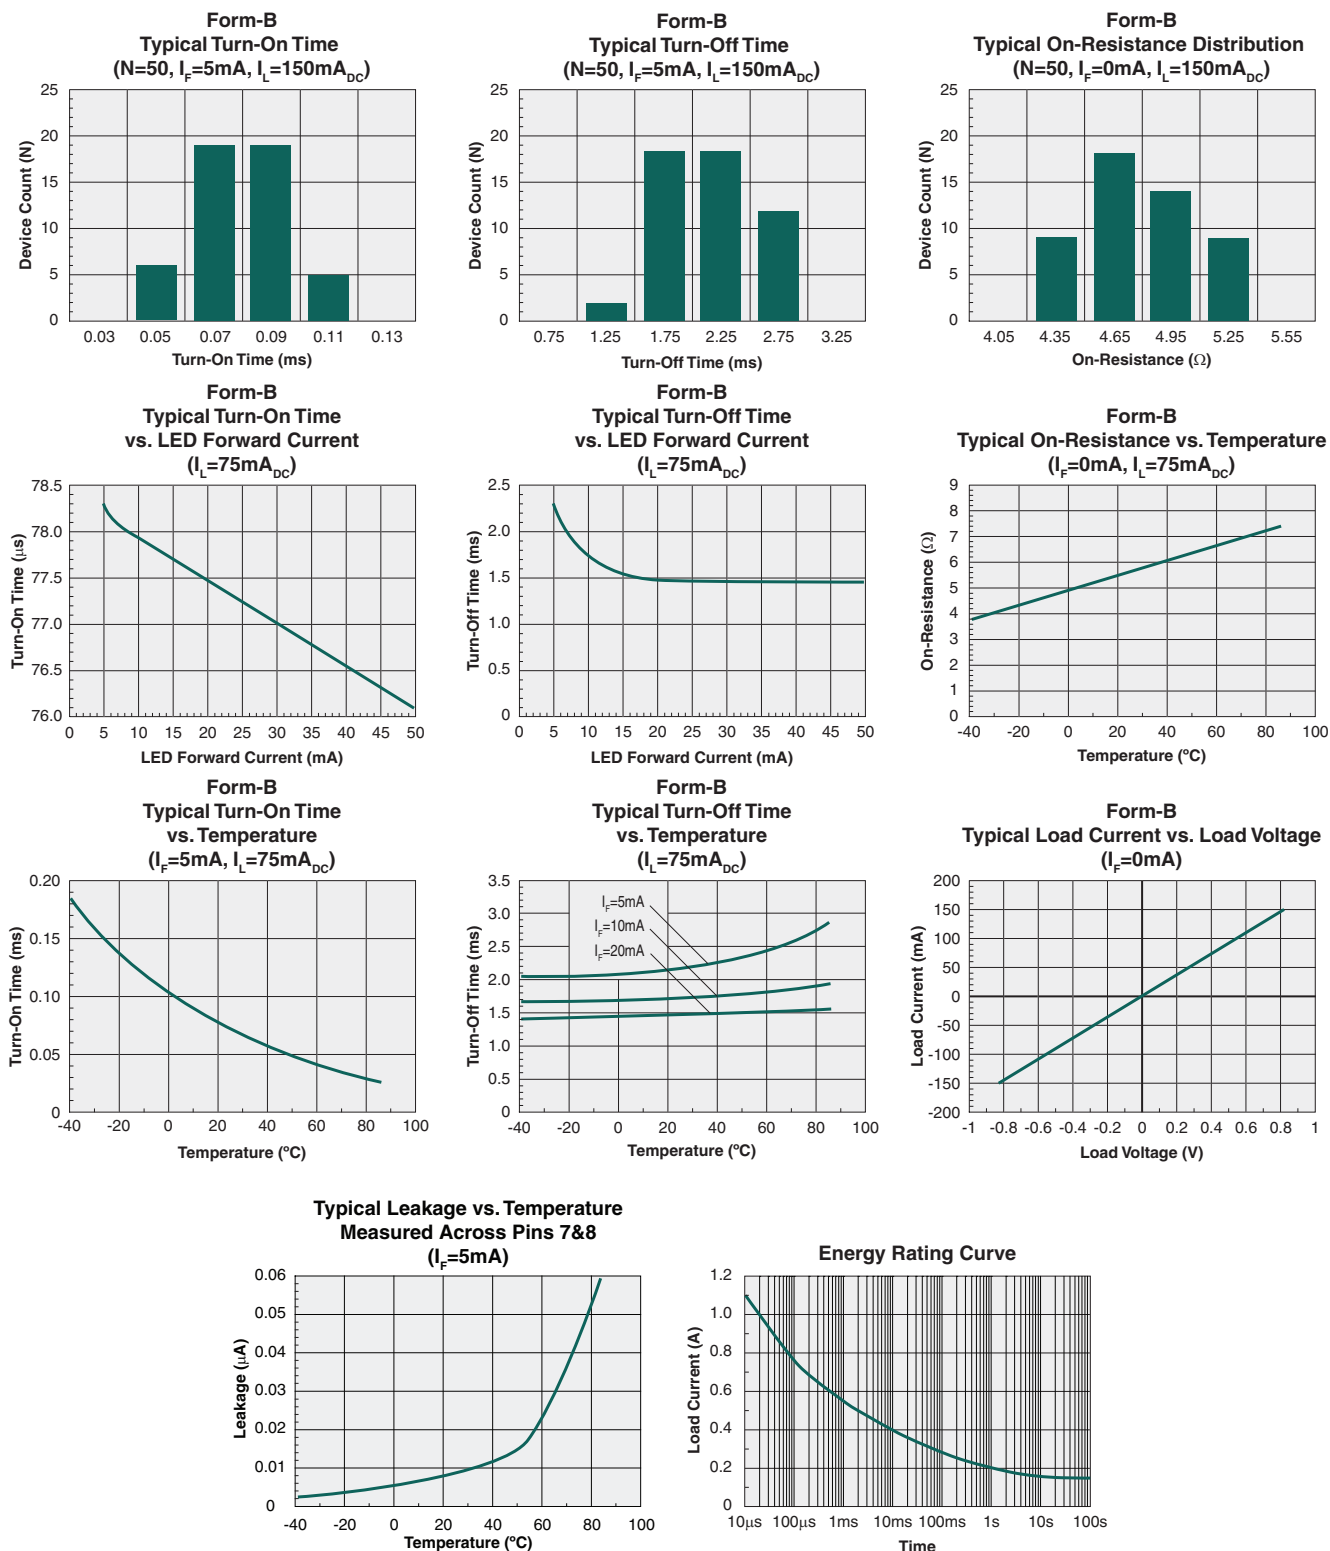 Form-B
Typical Turn-On Time
(N=50, IF=5mA, IL=150mADC)
25
20
15
10
5
0
Device Count (N)
0.03 0.05 0.07 0.09 0.11 0.13
Turn-On Time (ms)
Form-B
Typical Turn-Off Time
(N=50, IF=5mA, IL=150mADC)
25
20
15
10
5
0
Device Count (N)
0.75 1.25 1.75 2.25 2.75 3.25
Turn-Off Time (ms)
Form-B
Typical On-Resistance Distribution
(N=50, IF=0mA, IL=150mADC)
25
20
15
10
5
0
Device Count (N)
4.05 4.35 4.65 4.95 5.25 5.55
On-Resistance (Ω)
Form-B
Typical Turn-On Time
vs. LED Forward Current
(IL=75mADC)
78.5
78.0
77.5
77.0
76.5
76.0
Turn-On Time (μs)
0 5 10 15 20 25 30 35 40 45 50
LED Forward Current (mA)
Form-B
Typical Turn-Off Time
vs. LED Forward Current
(IL=75mADC)
2.5
2.0
1.5
1.0
0.5
0
Turn-Off Time (ms)
0 5 10 15 20 25 30 35 40 45 50
LED Forward Current (mA)
Form-B
Typical On-Resistance vs. Temperature
(IF=0mA, IL=75mADC)
9
8
7
6
5
4
3
2
1
0
On-Resistance (Ω)
-40 -20 0 20 40 60 80 100
Temperature (ºC)
Form-B
Typical Turn-On Time
vs. Temperature
(IF=5mA, IL=75mADC)
0.20
0.15
0.10
0.05
0
Turn-On Time (ms)
-40 -20 0 20 40 60 80 100
Temperature (ºC)
Form-B
Typical Turn-Off Time
vs. Temperature
(IL=75mADC)
3.5
3.0
2.5
2.0
1.5
1.0
0.5
0
Turn-Off Time (ms)
IF=5mA
IF=10mA
IF=20mA
-40 -20 0 20 40 60 80 100
Temperature (ºC)
Form-B
Typical Load Current vs. Load Voltage
(IF=0mA)
200
150
100
50
0
-50
-100
-150
-200
Load Current (mA)
-1 -0.8 -0.6 -0.4 -0.2 0 0.2 0.4 0.6 0.8 1
Load Voltage (V)
Typical Leakage vs. Temperature
Measured Across Pins 7&8
(IF=5mA)
0.06
0.05
0.04
0.03
0.02
0.01
0
Leakage (μA)
-40 -20 0 20 40 60 80 100
Temperature (ºC)
Energy Rating Curve
1.2
1.0
0.8
0.6
0.4
0.2
0
Load Current (A)
10μs 100μs 1ms 10ms 100ms 1s 10s 100s
Time